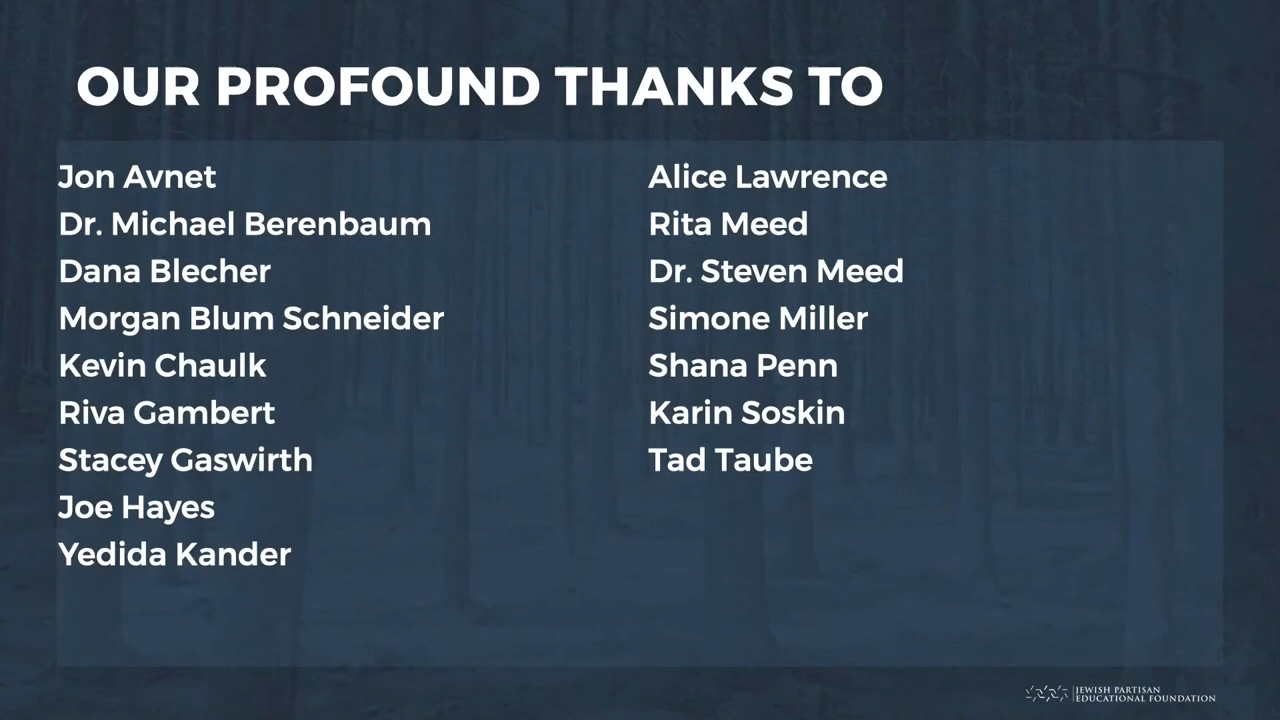 OUR PROFOUND THANKS TO
Jon Avnet
Dr. Michael Berenbaum
Dana Blecher
Morgan Blum Schneider
Kevin Chaulk
Riva Gambert
Stacey Gaswirth
Joe Hayes
Yedida Kander
Alice Lawrence
Rita Meed
Dr. Steven Meed
Simone Miller
Shana Penn
Karin Soskin
Tad Taube
JEWISH PARTISAN
EDUCATIONAL FOUNDATION